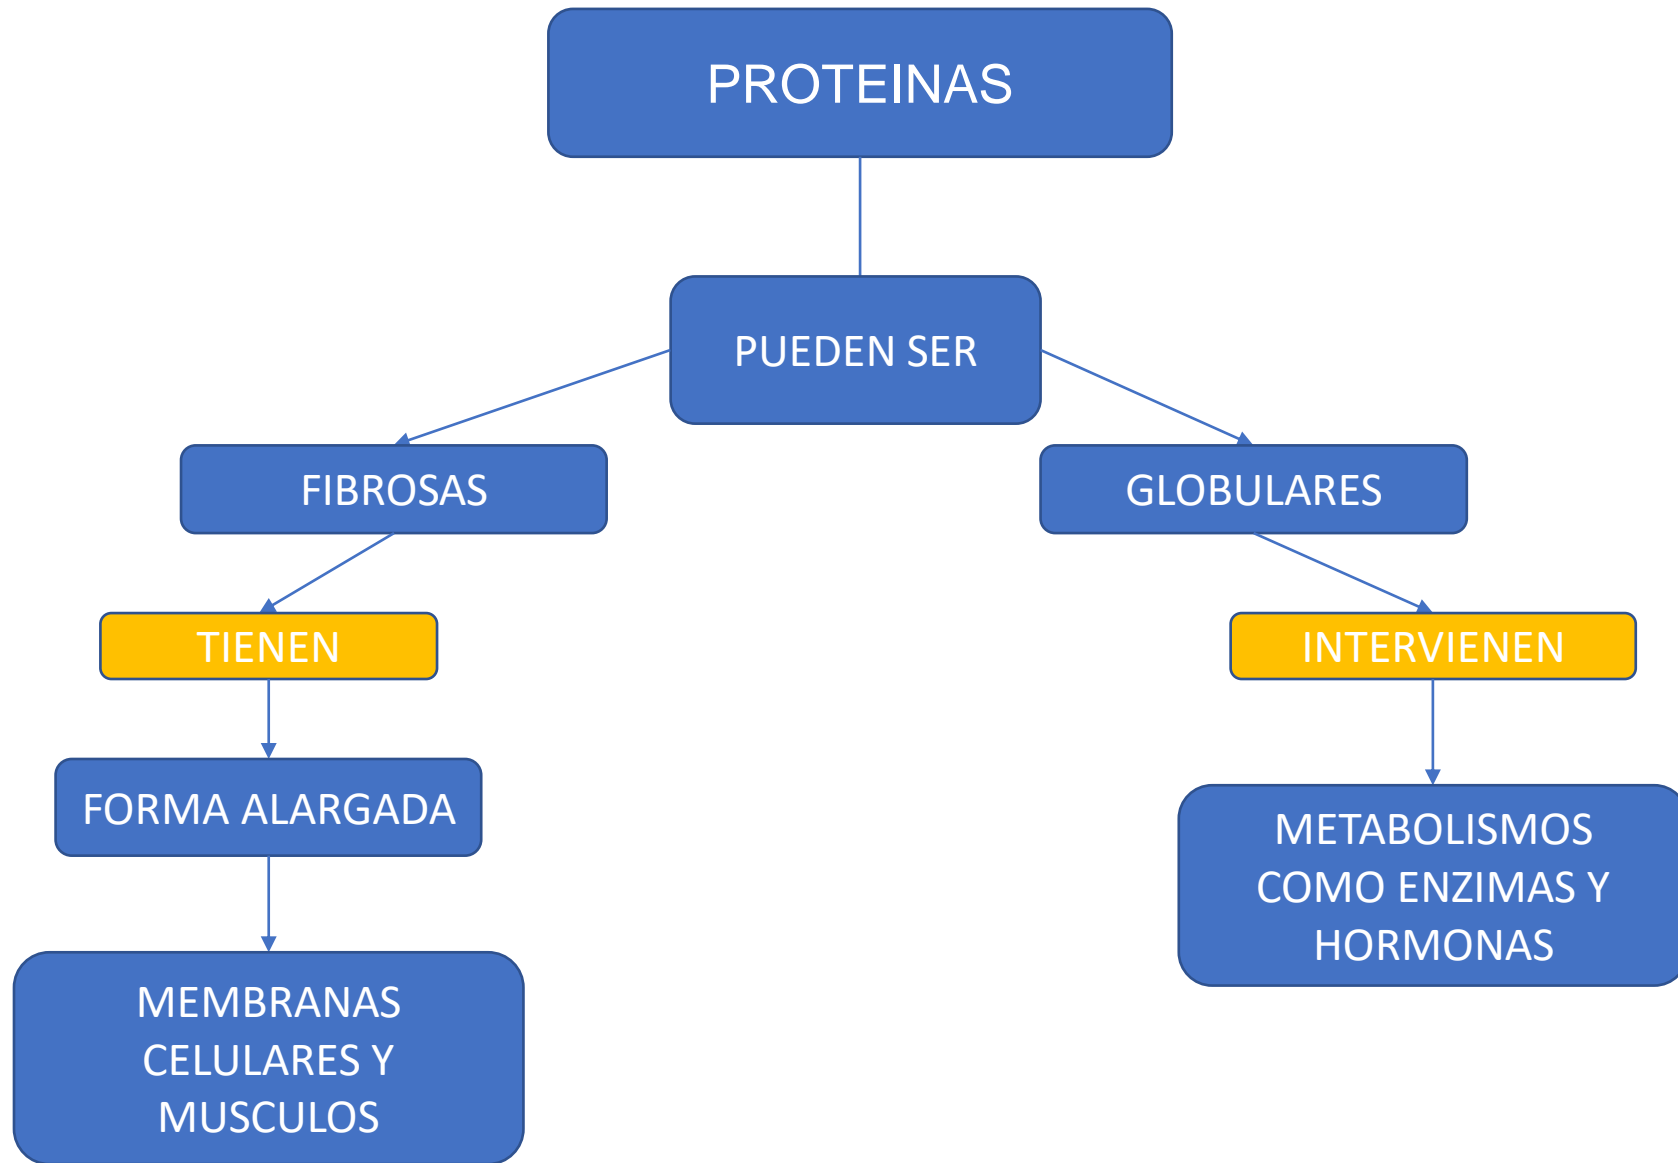 PROTEINAS
PUEDEN SER
FIBROSAS
GLOBULARES
TIENEN
INTERVIENEN
FORMA ALARGADA
METABOLISMOS
COMO ENZIMAS Y
HORMONAS
MEMBRANAS
CELULARES Y
MUSCULOS